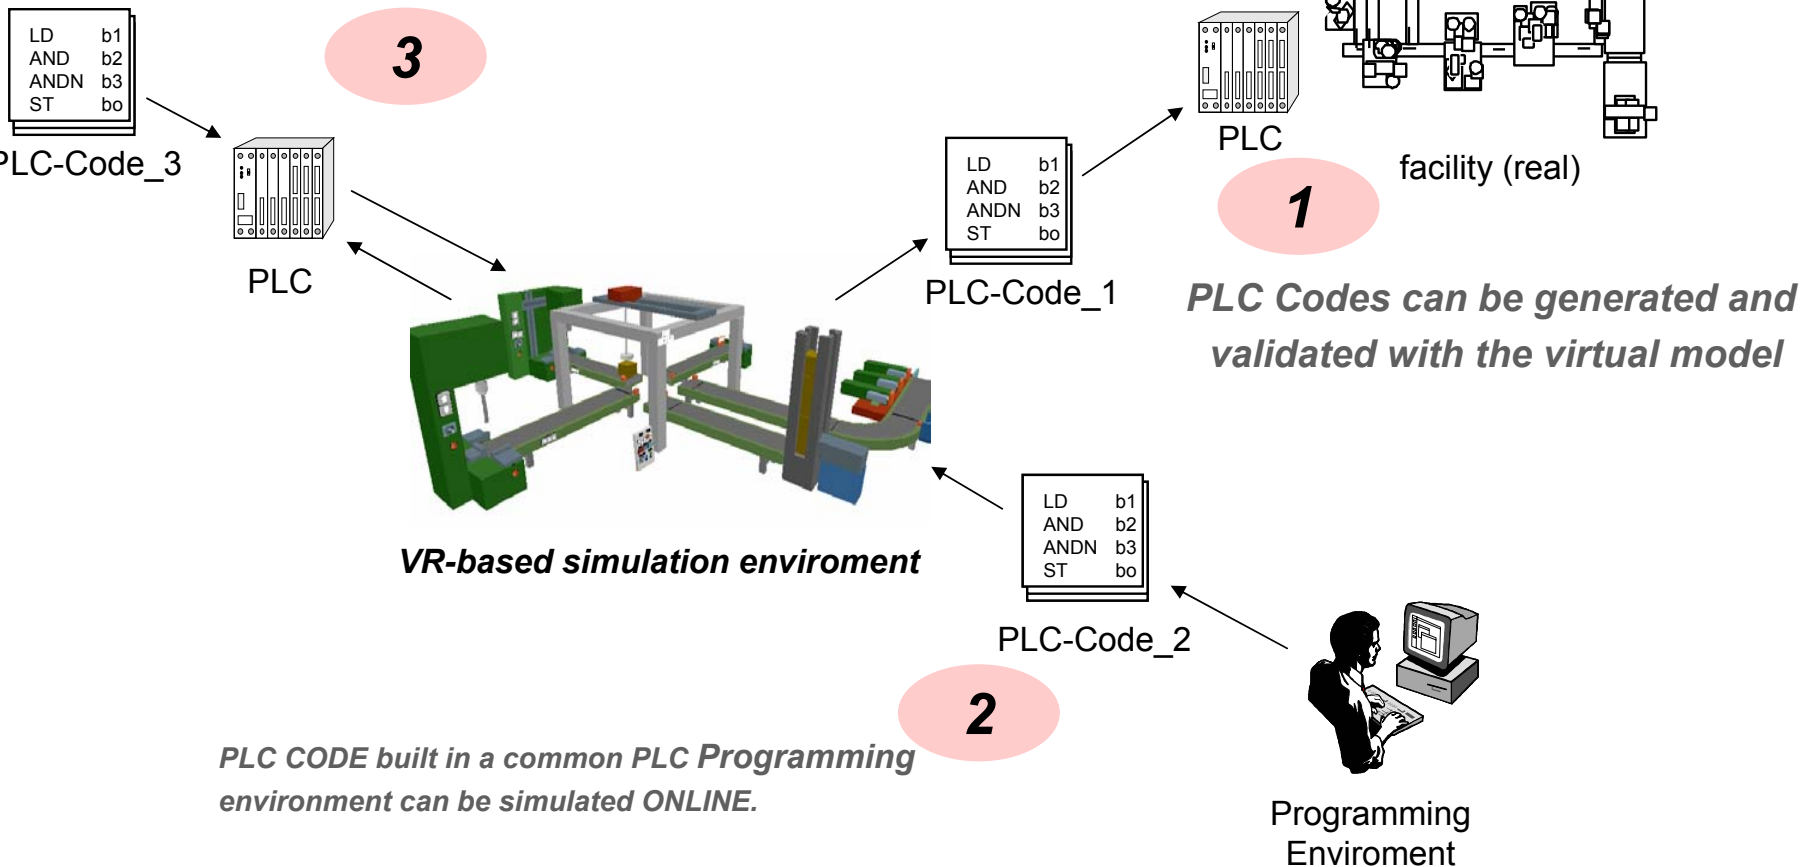 LD b1
AND b2
ANDN b3
ST bo
PLC-Code_3
3
PLC
VR-based simulation enviroment
LD b1
AND b2
ANDN b3
ST bo
PLC-Code_1
PLC
facility (real)
1
PLC Codes can be generated and
validated with the virtual model
LD b1
AND b2
ANDN b3
ST bo
PLC-Code_2
2
PLC CODE built in a common PLC Programming
environment can be simulated ONLINE.
Programming
Enviroment